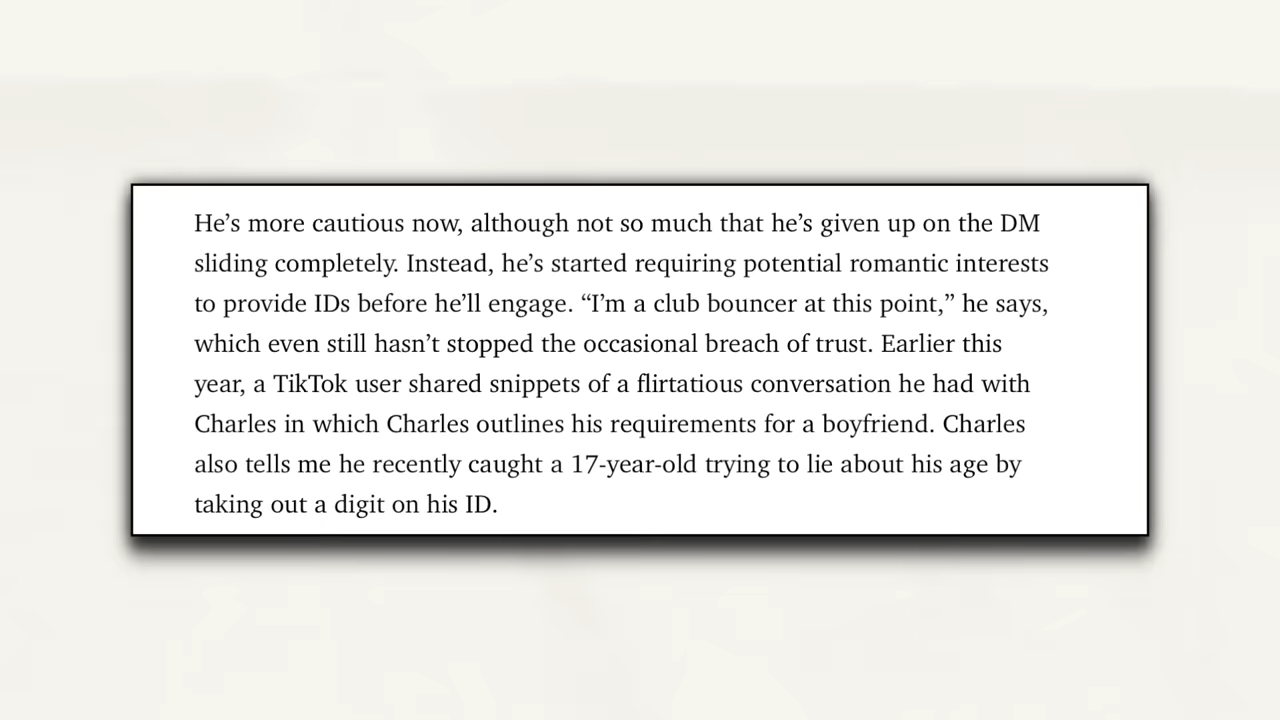 He’s more cautious now, although not so much that he’s given up on the DM
sliding completely. Instead, he’s started requiring potential romantic interests
to provide IDs before he’ll engage. “I’m a club bouncer at this point,” he says,
which even still hasn’t stopped the occasional breach of trust. Earlier this
year, a TikTok user shared snippets of a flirtatious conversation he had with
Charles in which Charles outlines his requirements for a boyfriend. Charles
also tells me he recently caught a 17-year-old trying to lie about his age by
taking out a digit on his ID.